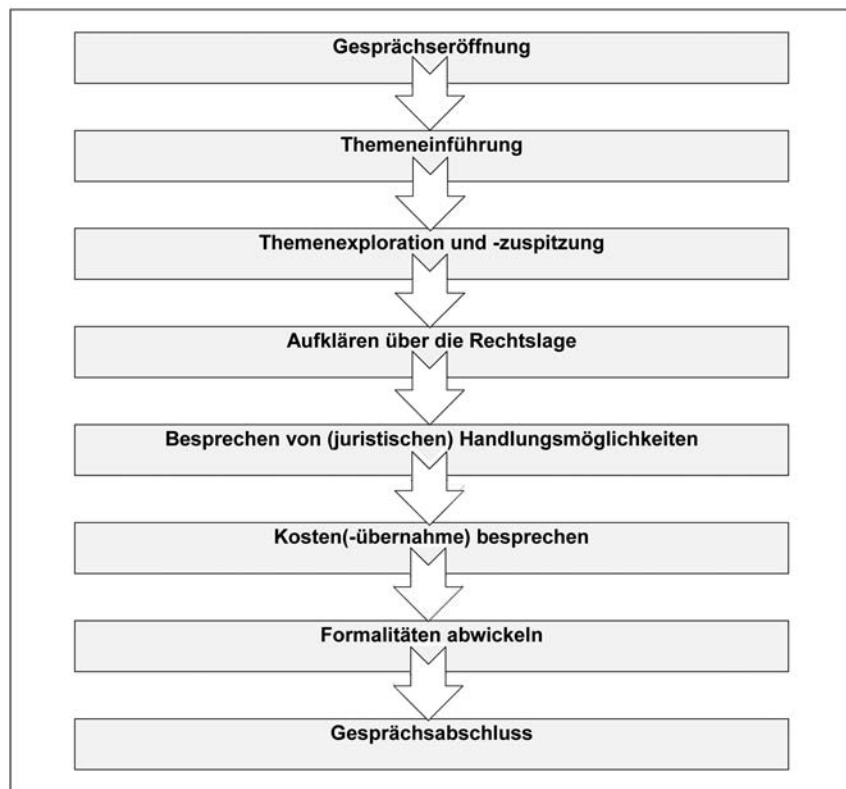 Gesprächseröffnung
Themeneinführung
Themenexploration und -zuspitzung
Aufklären über die Rechtslage
Besprechen von (juristischen) Handlungsmöglichkeiten
Kosten(-übernahme) besprechen
Formalitäten abwickeln
Gesprächsabschluss